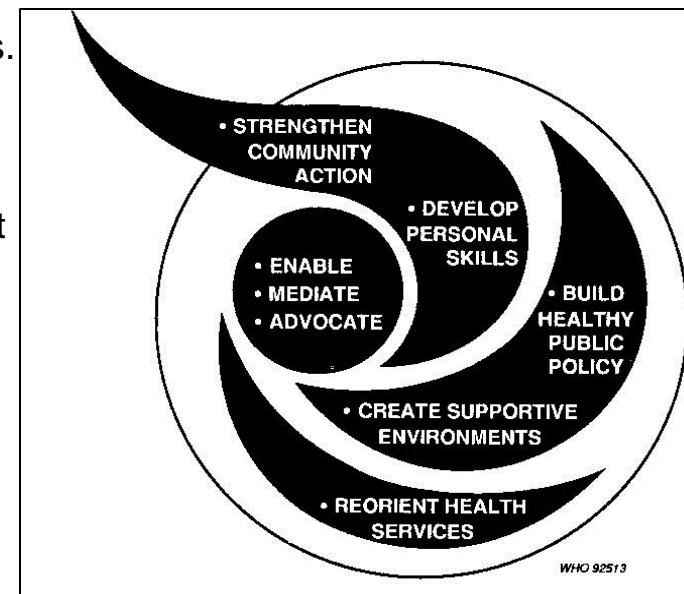 s.
t
• STRENGTHEN
COMMUNITY
ACTION
• DEVELOP
PERSONAL
SKILLS
• ENABLE
• MEDIATE
• ADVOCATE
• BUILD
HEALTHY
PUBLIC
POLICY
• CREATE SUPPORTIVE
ENVIRONMENTS
• REORIENT HEALTH
SERVICES
WHO 92513